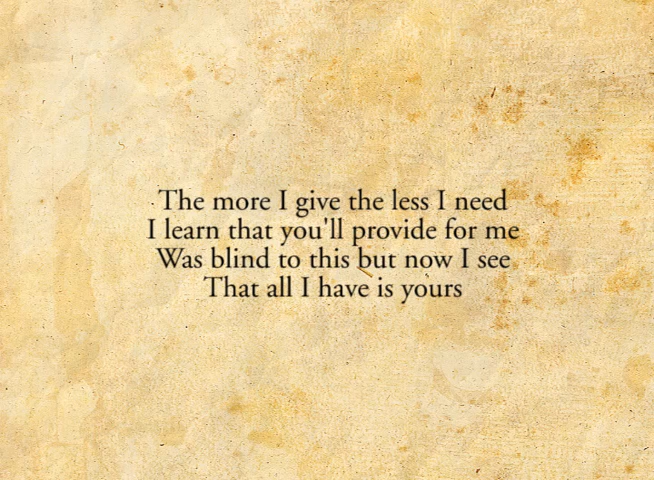 The more I give the less I need
I learn that you'll provide for me
Was blind to this but now I see
That all I have is yours